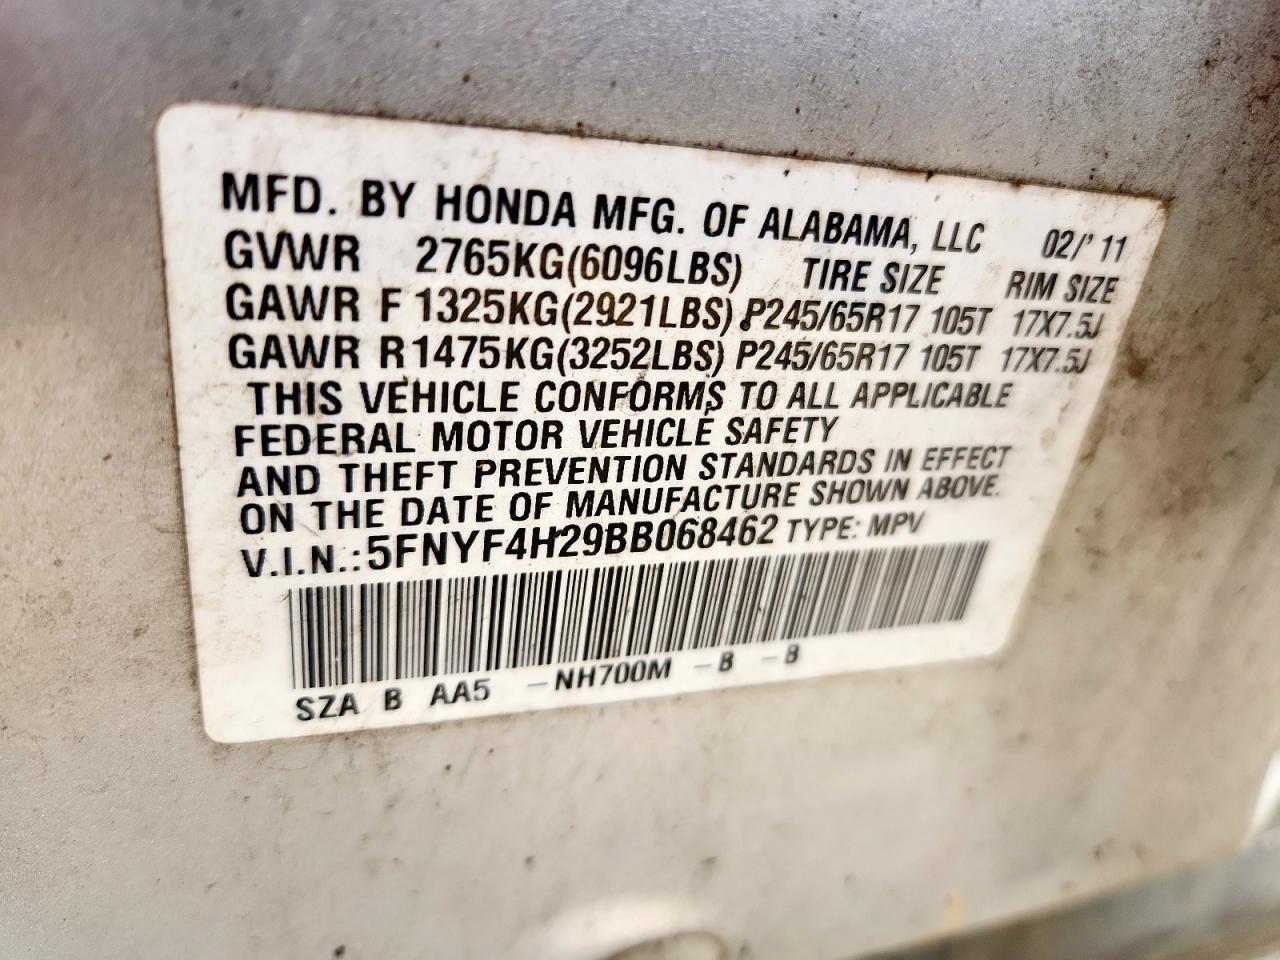 MFD. BY HONDA MFG. OF ALABAMA, LLC 02/'11
GVWR 2765KG(6096LBS) TIRE SIZE RIM SIZE
GAWR F 1325KG(2921LBS) P245/65R17 105T 17X7.5J
GAWR R 1475KG(3252LBS) P245/65R17 105T 17X7.5J
THIS VEHICLE CONFORMS TO ALL APPLICABLE
FEDERAL MOTOR VEHICLE SAFETY
AND THEFT PREVENTION STANDARDS IN EFFECT
ON THE DATE OF MANUFACTURE SHOWN ABOVE.
V.I.N.:5FNYF4H29BB068462 TYPE: MPV
SZA B AA5 -NH700M -B -B